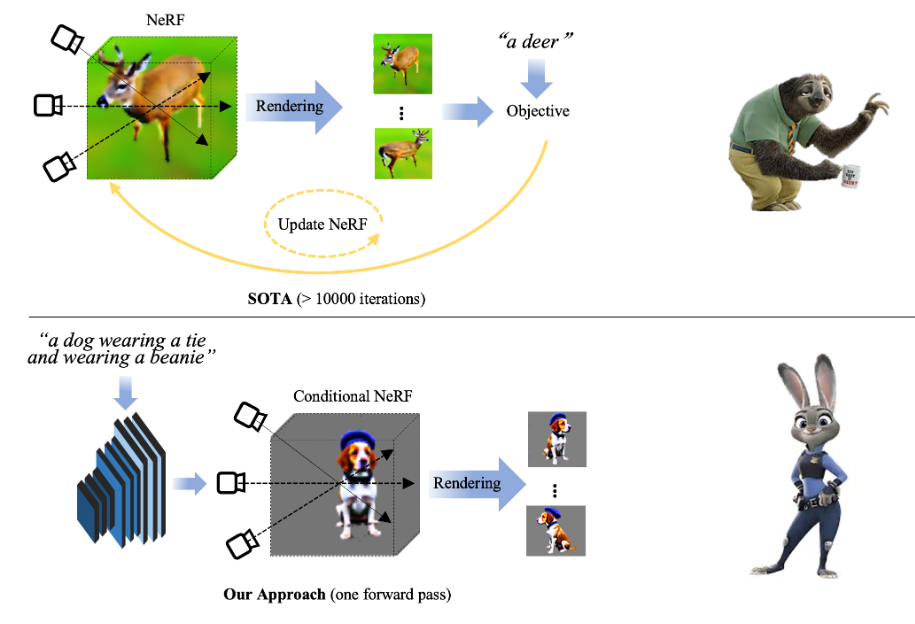 NeRF
“a deer”
Rendering
Objective
Update NeRF
SOTA (> 10000 iterations)
“a dog wearing a tie
and wearing a beanie”
Conditional NeRF
Rendering
Our Approach (one forward pass)